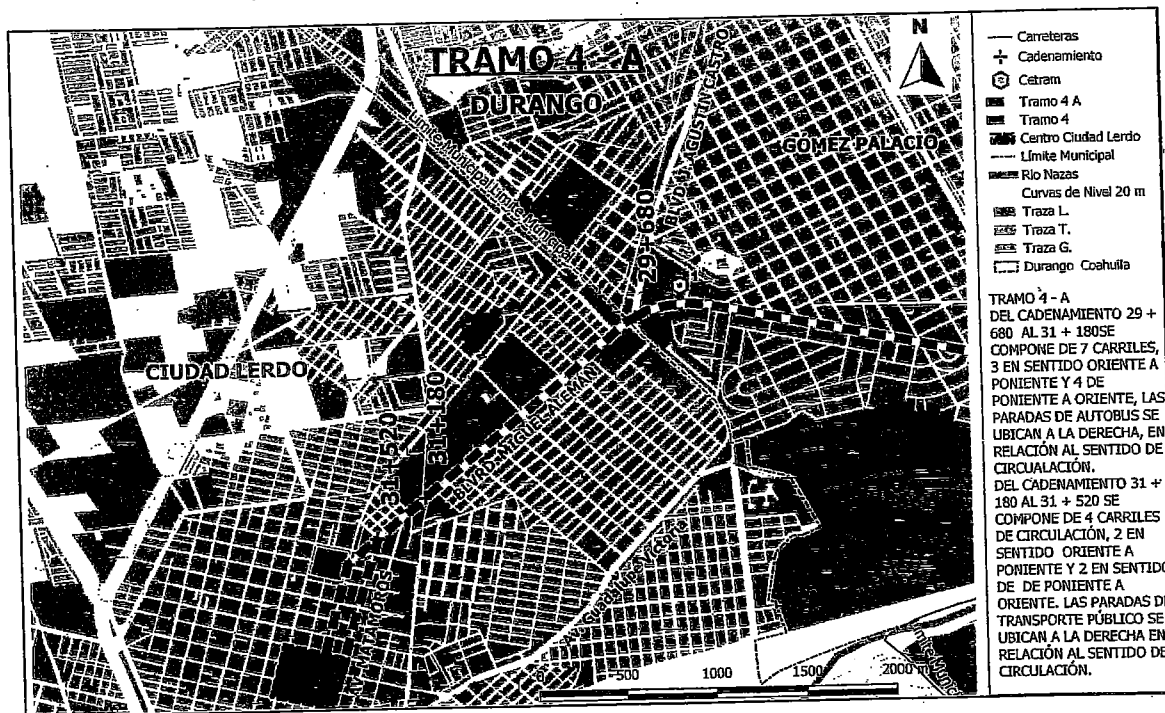 TRAMO 4 - A
DURANGO
N
GÓMEZ PALACIO
CIUDAD LERDO
Límite Municipal
29+680
31+180
31+520
BLVRD. MIGUEL ALEMAN
AV. MATAMOROS
0 500 1000 1500 2000 m
Carreteras
Cadenamiento
Cetram
Tramo 4 A
Tramo 4
Centro Ciudad Lerdo
Límite Municipal
Rio Nazas
Curvas de Nivel 20 m
Traza L.
Traza T.
Traza G.
Durango Coahuila
TRAMO 4 - A
DEL CADENAMIENTO 29 +
680 AL 31 + 180SE
COMPONE DE 7 CARRILES,
3 EN SENTIDO ORIENTE A
PONIENTE Y 4 DE
PONIENTE A ORIENTE, LAS
PARADAS DE AUTOBUS SE
UBICAN A LA DERECHA, EN
RELACIÓN AL SENTIDO DE
CIRCUALACIÓN.
DEL CADENAMIENTO 31 +
180 AL 31 + 520 SE
COMPONE DE 4 CARRILES
DE CIRCULACIÓN, 2 EN
SENTIDO ORIENTE A
PONIENTE Y 2 EN SENTIDO
DE DE PONIENTE A
ORIENTE. LAS PARADAS DE
TRANSPORTE PÚBLICO SE
UBICAN A LA DERECHA EN
RELACIÓN AL SENTIDO DE
CIRCULACIÓN.